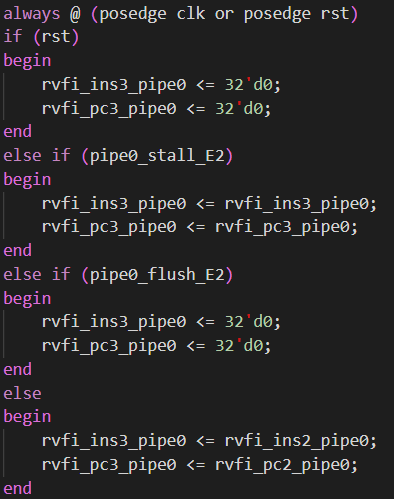 always @ (posedge clk or posedge rst)
if (rst)
begin
    rvfi_ins3_pipe0 <= 32'd0;
    rvfi_pc3_pipe0 <= 32'd0;
end
else if (pipe0_stall_E2)
begin
    rvfi_ins3_pipe0 <= rvfi_ins3_pipe0;
    rvfi_pc3_pipe0 <= rvfi_pc3_pipe0;
end
else if (pipe0_flush_E2)
begin
    rvfi_ins3_pipe0 <= 32'd0;
    rvfi_pc3_pipe0 <= 32'd0;
end
else
begin
    rvfi_ins3_pipe0 <= rvfi_ins2_pipe0;
    rvfi_pc3_pipe0 <= rvfi_pc2_pipe0;
end